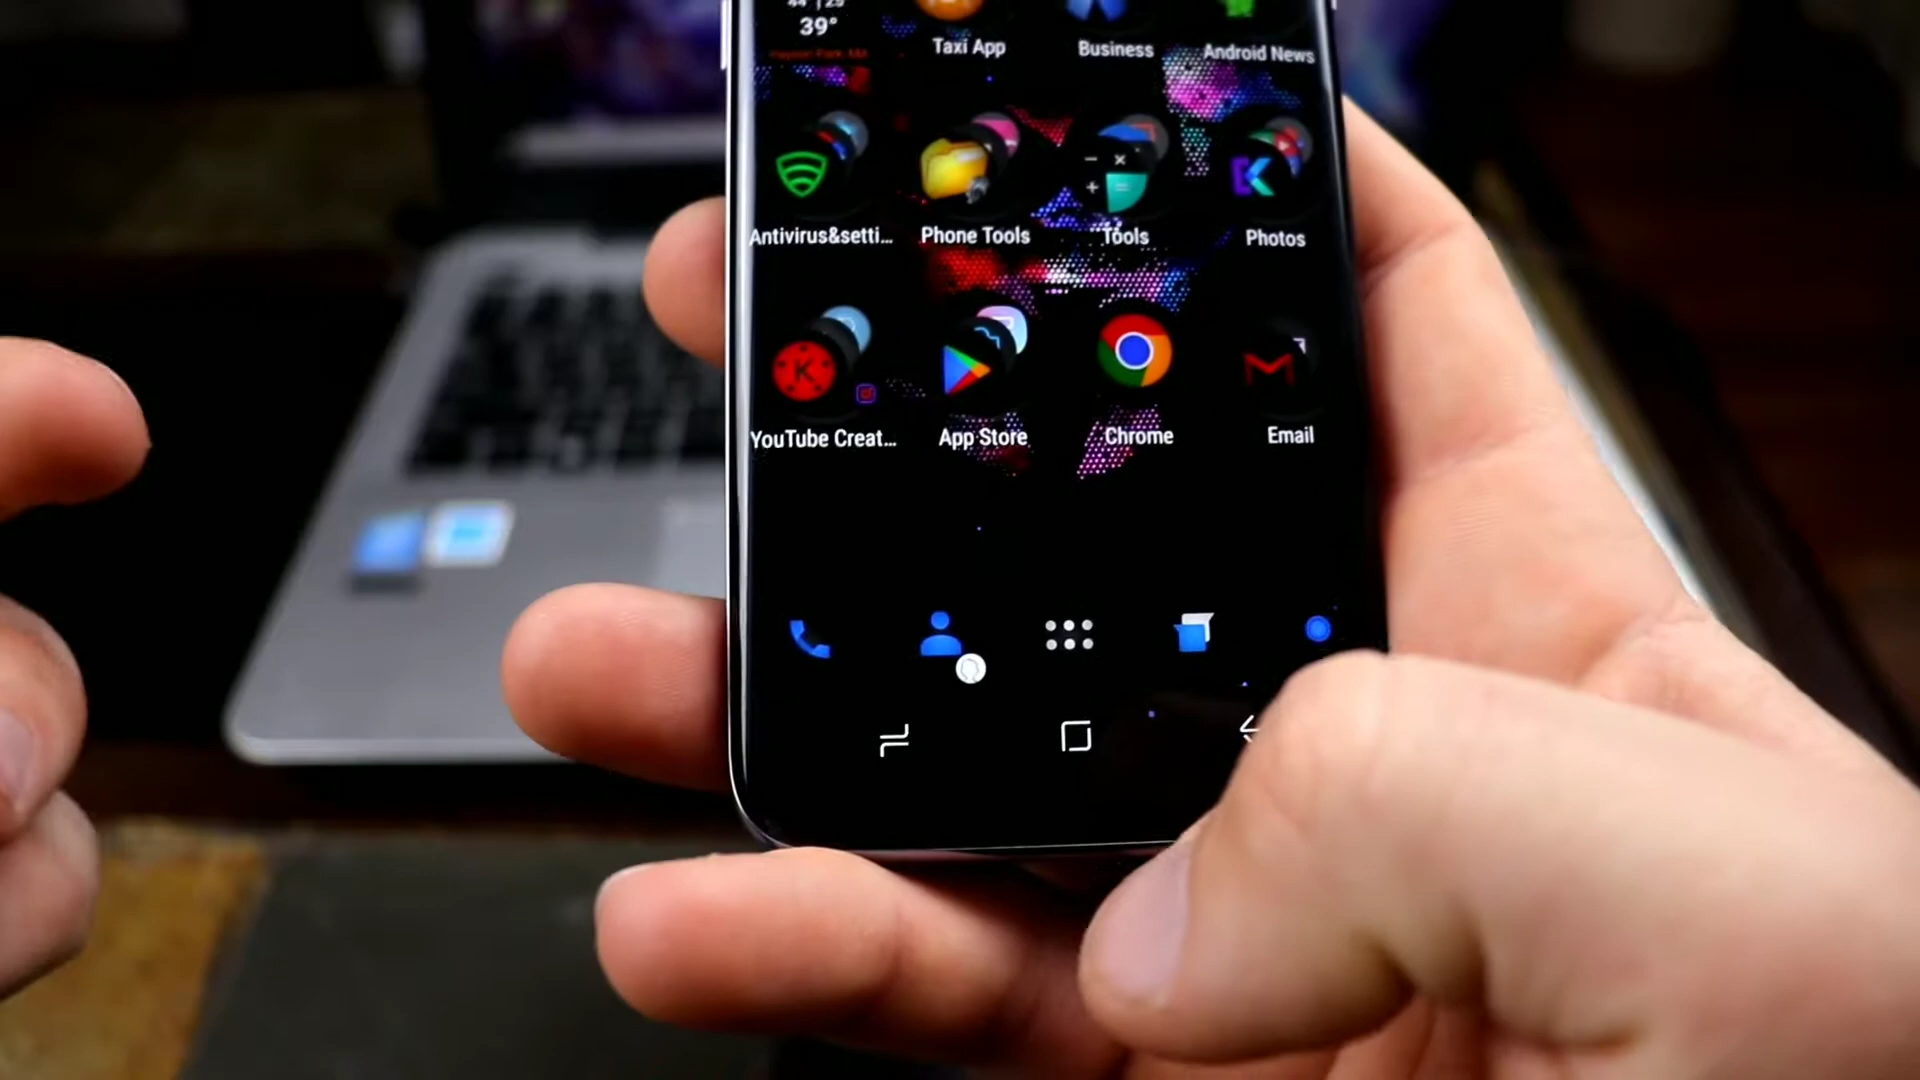 39°
Taxi App
Business
Android News
Antivirus&setti...
Phone Tools
Tools
Photos
K
YouTube Creat...
App Store
Chrome
Email